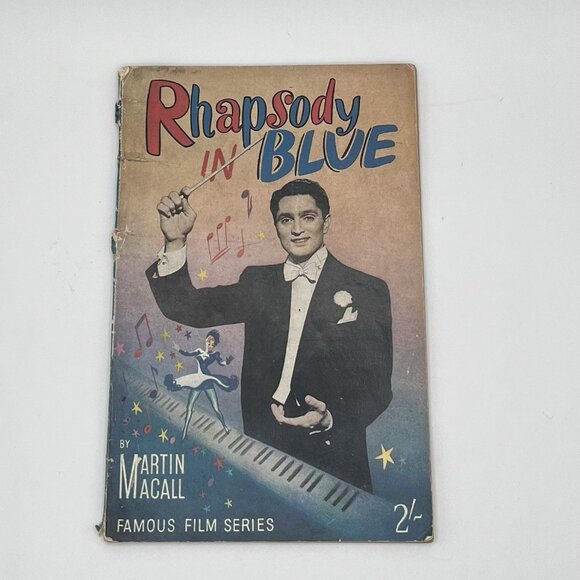 Rhapsody
IN BLUE
BY
MARTIN
MACALL
FAMOUS FILM SERIES
2/-